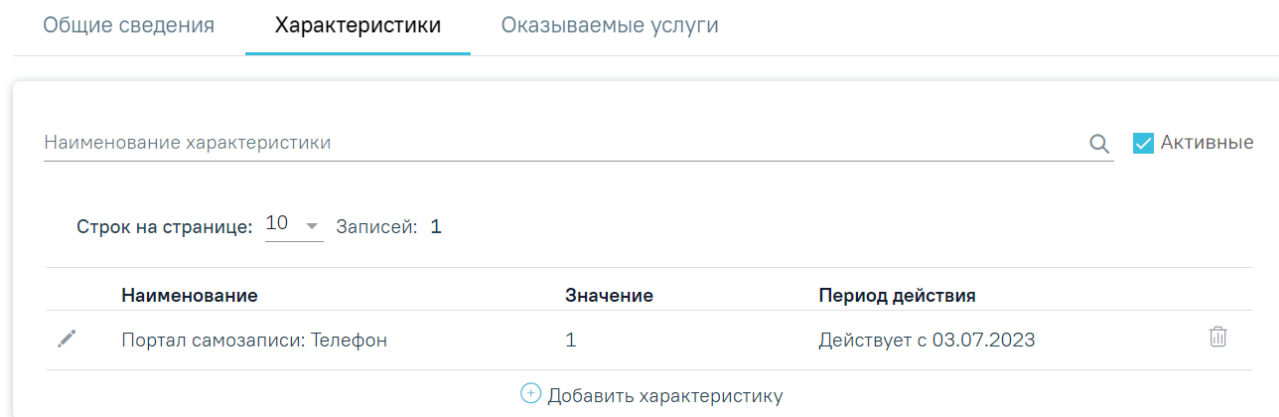 Общие сведения Характеристики Оказываемые услуги
Наименование характеристики Активные
Строк на странице: 10 Записей: 1
Наименование Значение Период действия
Портал самозаписи: Телефон 1 Действует с 03.07.2023
Добавить характеристику